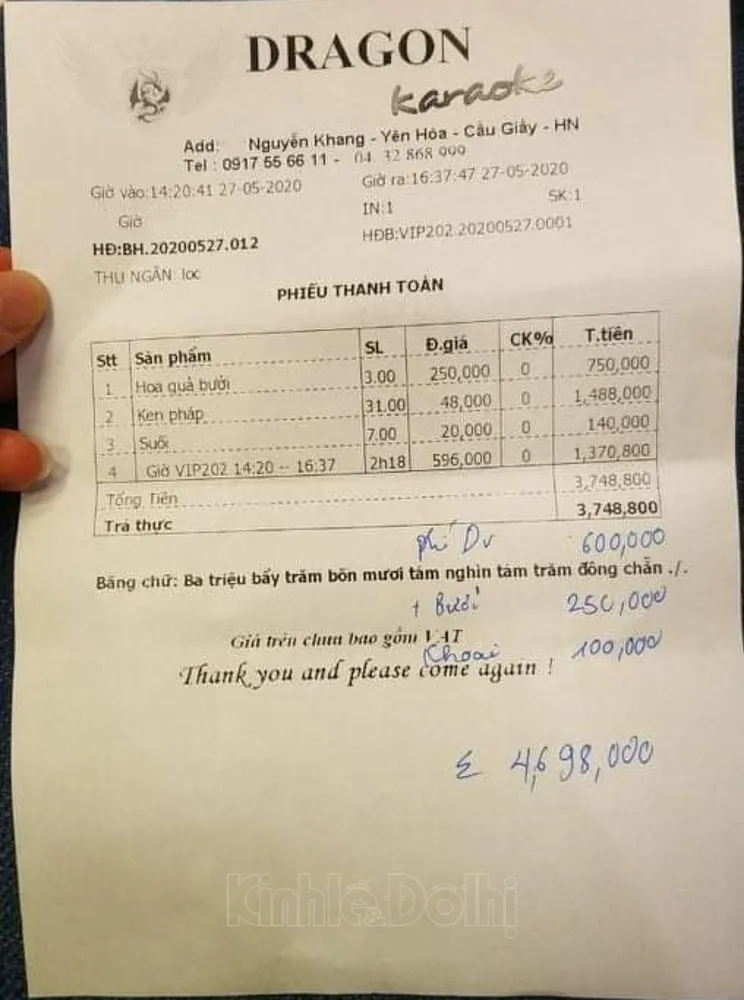 DRAGON
karaoke
Add: Nguyễn Khang - Yên Hòa - Cầu Giấy - HN
Tel : 0917 55 66 11 - 04. 32 868 999
Giờ vào:14:20:41 27-05-2020 Giờ ra:16:37:47 27-05-2020
Giờ IN:1 SK:1
HĐ:BH.20200527.012 HĐB:VIP202.20200527.0001
THU NGÂN: loc
PHIẾU THANH TOÁN
Stt Sản phẩm SL Đ.giá CK% T.tiền
1 Hoa quả bưởi 3.00 250,000 0 750,000
2 Ken pháp 31.00 48,000 0 1,488,000
3 Suối 7.00 20,000 0 140,000
4 Giờ VIP202 14:20 -- 16:37 2h18 596,000 0 1,370,800
Tổng Tiền 3,748,800
Trả thực 3,748,800
phí Dv 600,000
Bằng chữ: Ba triệu bẩy trăm bốn mươi tám nghìn tám trăm đồng chẵn ./.
+ Bưởi 250,000
Giá trên chưa bao gồm VAT
Khoai 100,000
Thank you and please come again !
Σ 4,698,000
Kinhtế&Đôthị